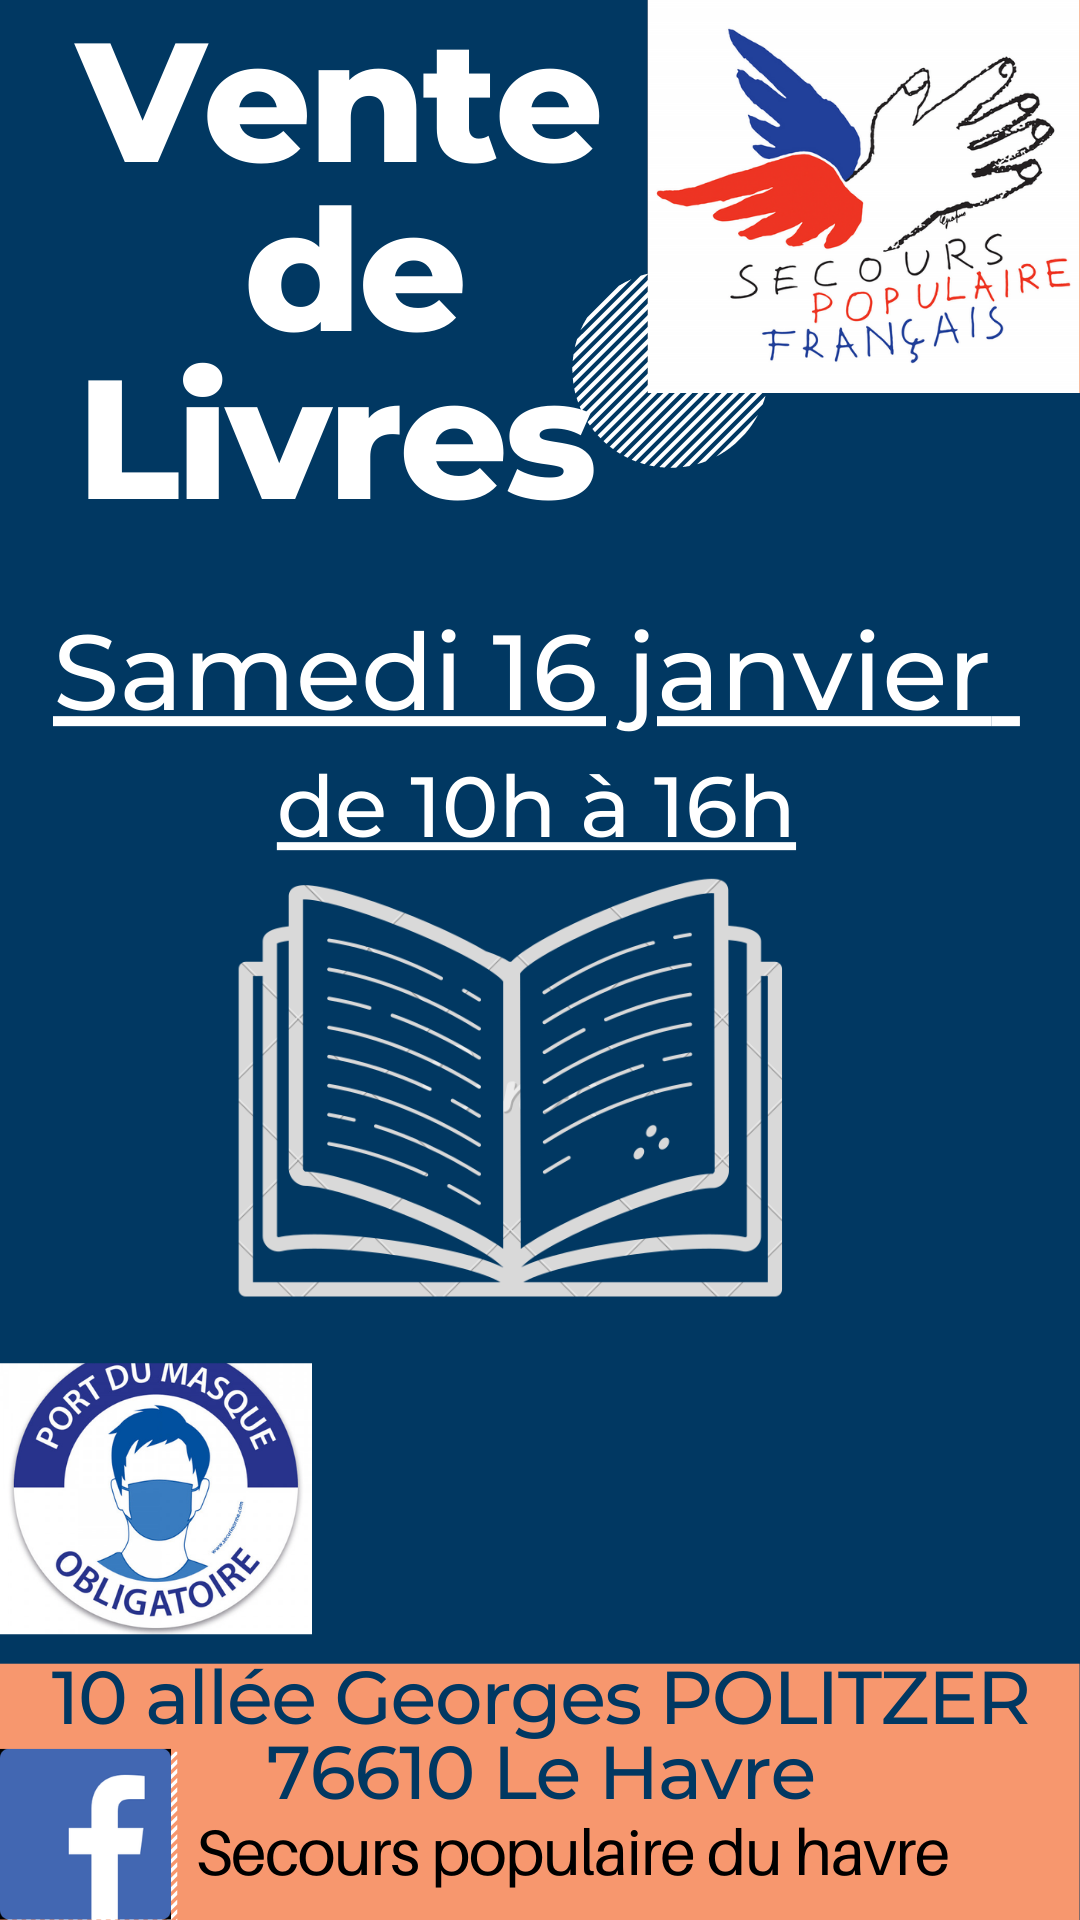 Vente
de
Livres
SECOURS
POPULAIRE
FRANÇAIS
Samedi 16 janvier
de 10h à 16h
PORT DU MASQUE
OBLIGATOIRE
10 allée Georges POLITZER
76610 Le Havre
f
Secours populaire du havre